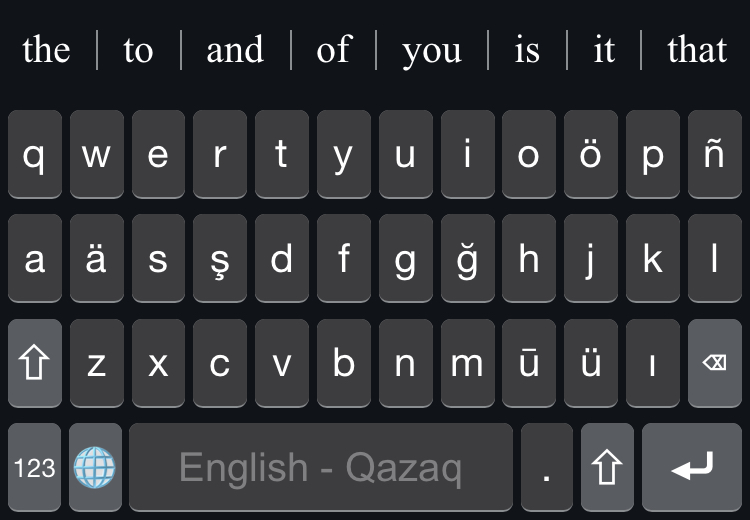 the to and of you is it that
q w e r t y u i o ö p ñ
a ä s ş d f g ğ h j k l
z x c v b n m ū ü ı
123 English - Qazaq .